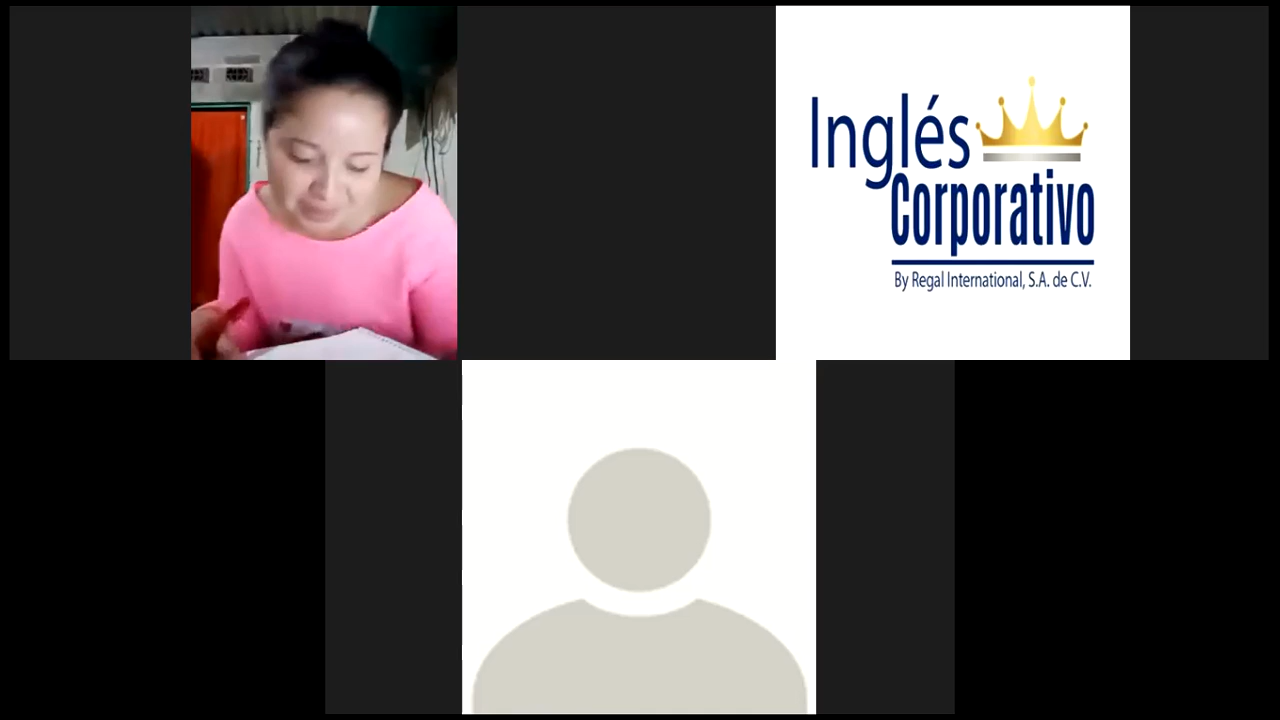 Inglés
Corporativo
By Regal International, S.A. de C.V.